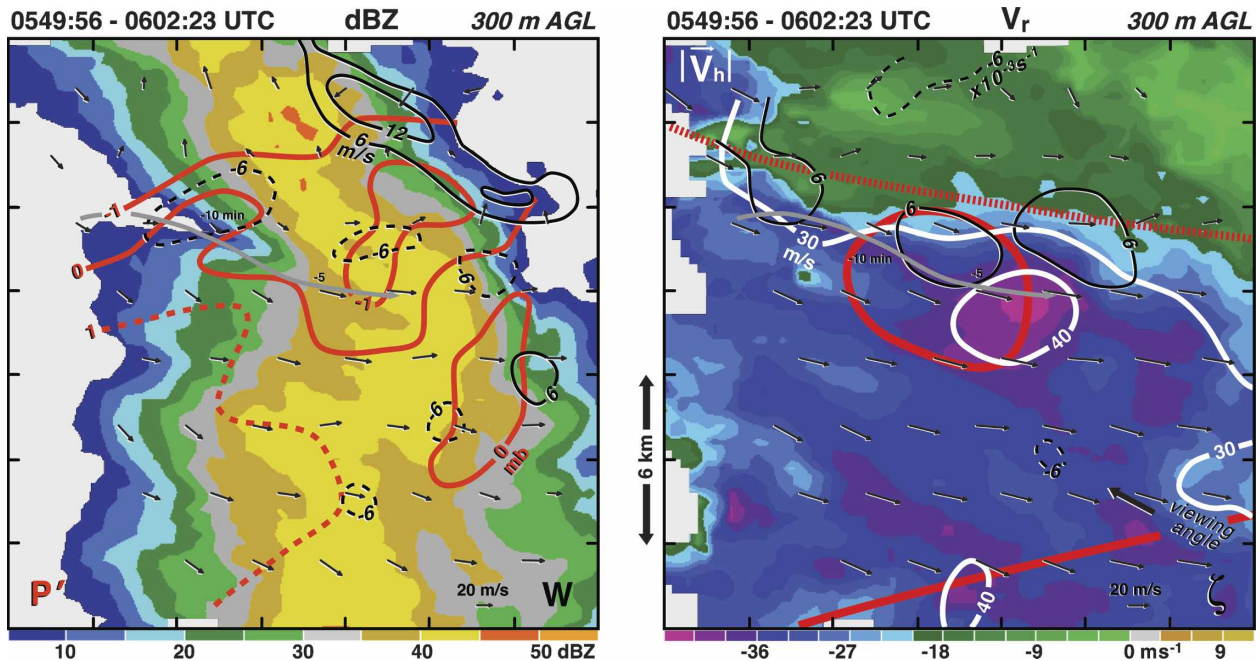 0549:56 - 0602:23 UTC dBZ 300 m AGL
-6
12
6
m/s
-6
-1
-10 min
0
-6
-6
-5
-1
1
6
-6
0
mb
-6
20 m/s
P′ W
10 20 30 40 50 dBZ
6 km
0549:56 - 0602:23 UTC Vr 300 m AGL
|Vh|
-6
x10-3s-1
6
30
m/s
6
6
-10 min
-5
40
30
-6
viewing
angle
40
20 m/s
ζ
-36 -27 -18 -9 0 ms-1 9